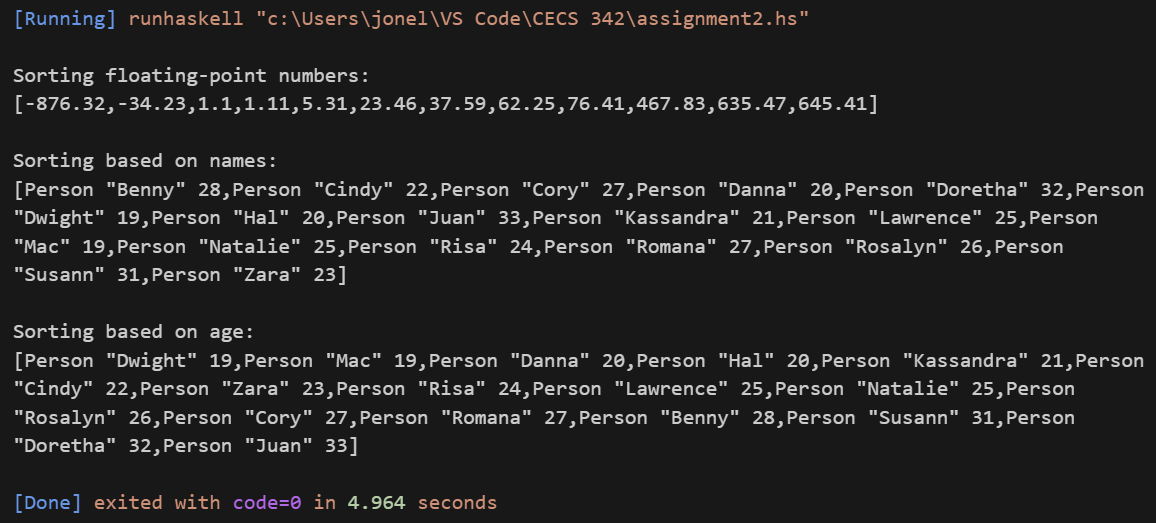 [Running] runhaskell "c:\Users\jonel\VS Code\CECS 342\assignment2.hs"
Sorting floating-point numbers:
[-876.32,-34.23,1.1,1.11,5.31,23.46,37.59,62.25,76.41,467.83,635.47,645.41]
Sorting based on names:
[Person "Benny" 28,Person "Cindy" 22,Person "Cory" 27,Person "Danna" 20,Person "Doretha" 32,Person
"Dwight" 19,Person "Hal" 20,Person "Juan" 33,Person "Kassandra" 21,Person "Lawrence" 25,Person
"Mac" 19,Person "Natalie" 25,Person "Risa" 24,Person "Romana" 27,Person "Rosalyn" 26,Person
"Susann" 31,Person "Zara" 23]
Sorting based on age:
[Person "Dwight" 19,Person "Mac" 19,Person "Danna" 20,Person "Hal" 20,Person "Kassandra" 21,Person
"Cindy" 22,Person "Zara" 23,Person "Risa" 24,Person "Lawrence" 25,Person "Natalie" 25,Person
"Rosalyn" 26,Person "Cory" 27,Person "Romana" 27,Person "Benny" 28,Person "Susann" 31,Person
"Doretha" 32,Person "Juan" 33]
[Done] exited with code=0 in 4.964 seconds